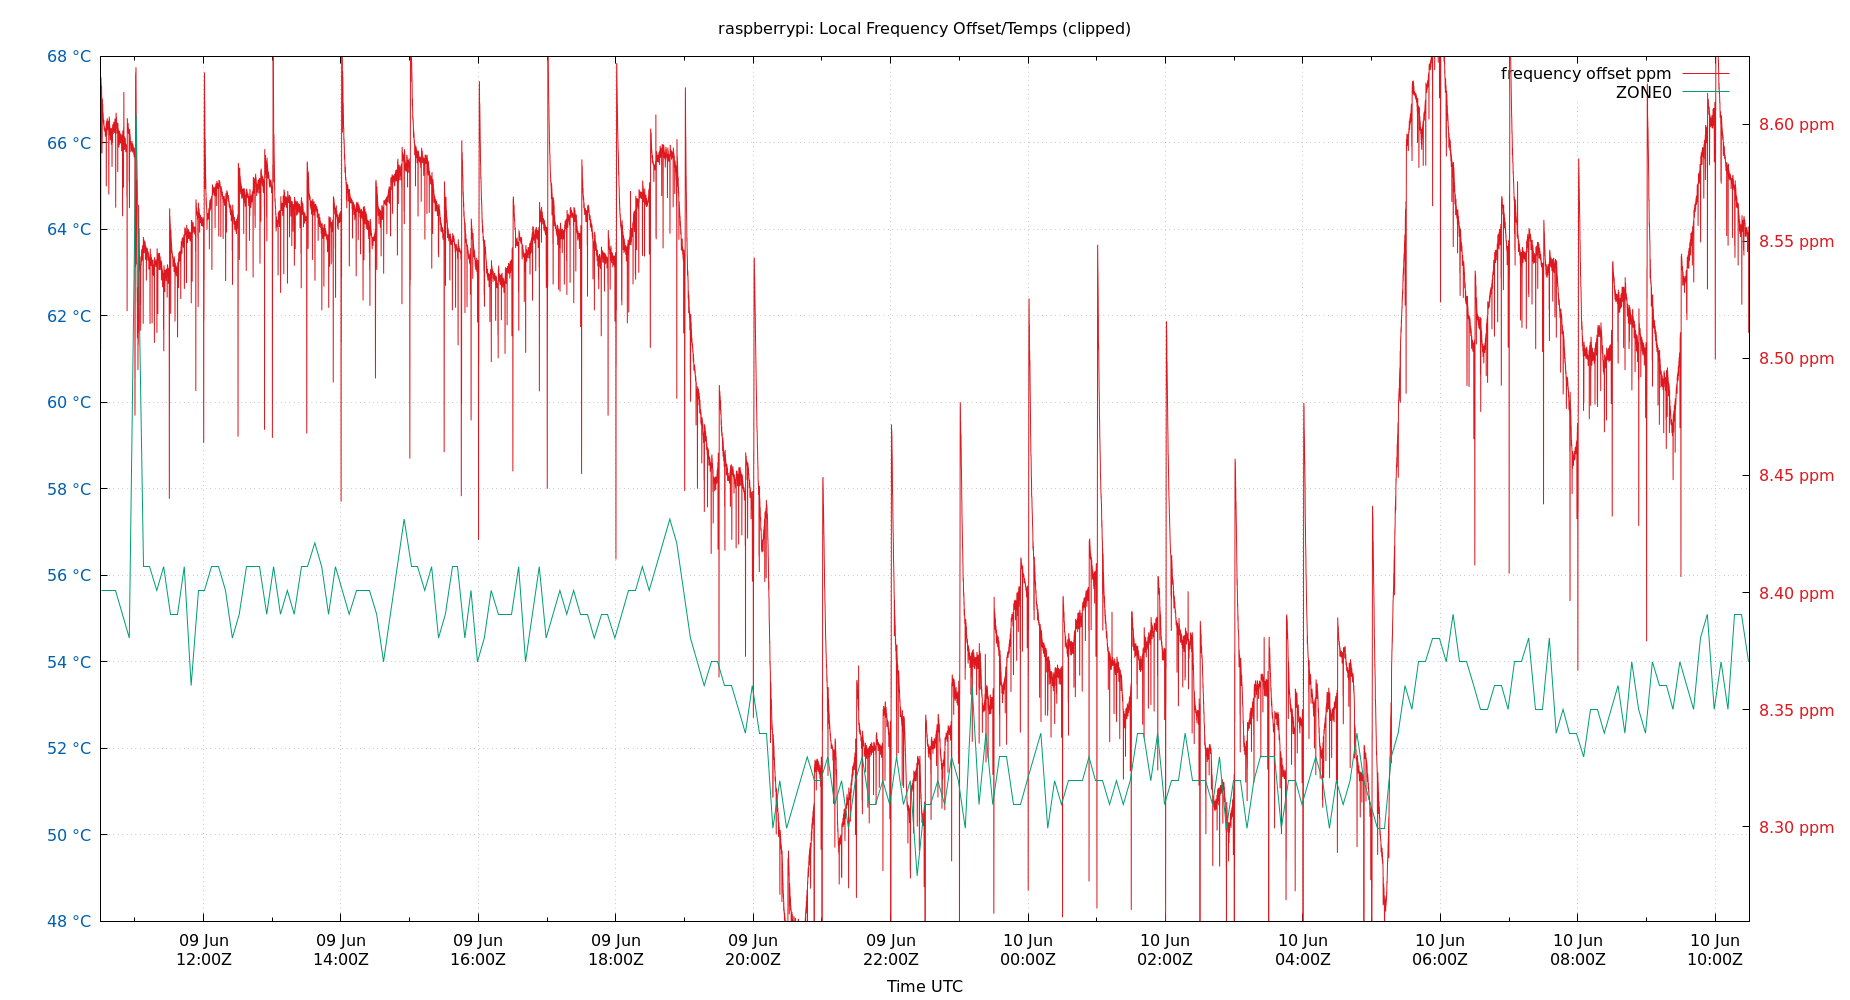 raspberrypi: Local Frequency Offset/Temps (clipped)
frequency offset ppm
ZONE0
68 °C
66 °C
64 °C
62 °C
60 °C
58 °C
56 °C
54 °C
52 °C
50 °C
48 °C
8.60 ppm
8.55 ppm
8.50 ppm
8.45 ppm
8.40 ppm
8.35 ppm
8.30 ppm
09 Jun 09 Jun 09 Jun 09 Jun 09 Jun 09 Jun 10 Jun 10 Jun 10 Jun 10 Jun 10 Jun 10 Jun
12:00Z 14:00Z 16:00Z 18:00Z 20:00Z 22:00Z 00:00Z 02:00Z 04:00Z 06:00Z 08:00Z 10:00Z
Time UTC